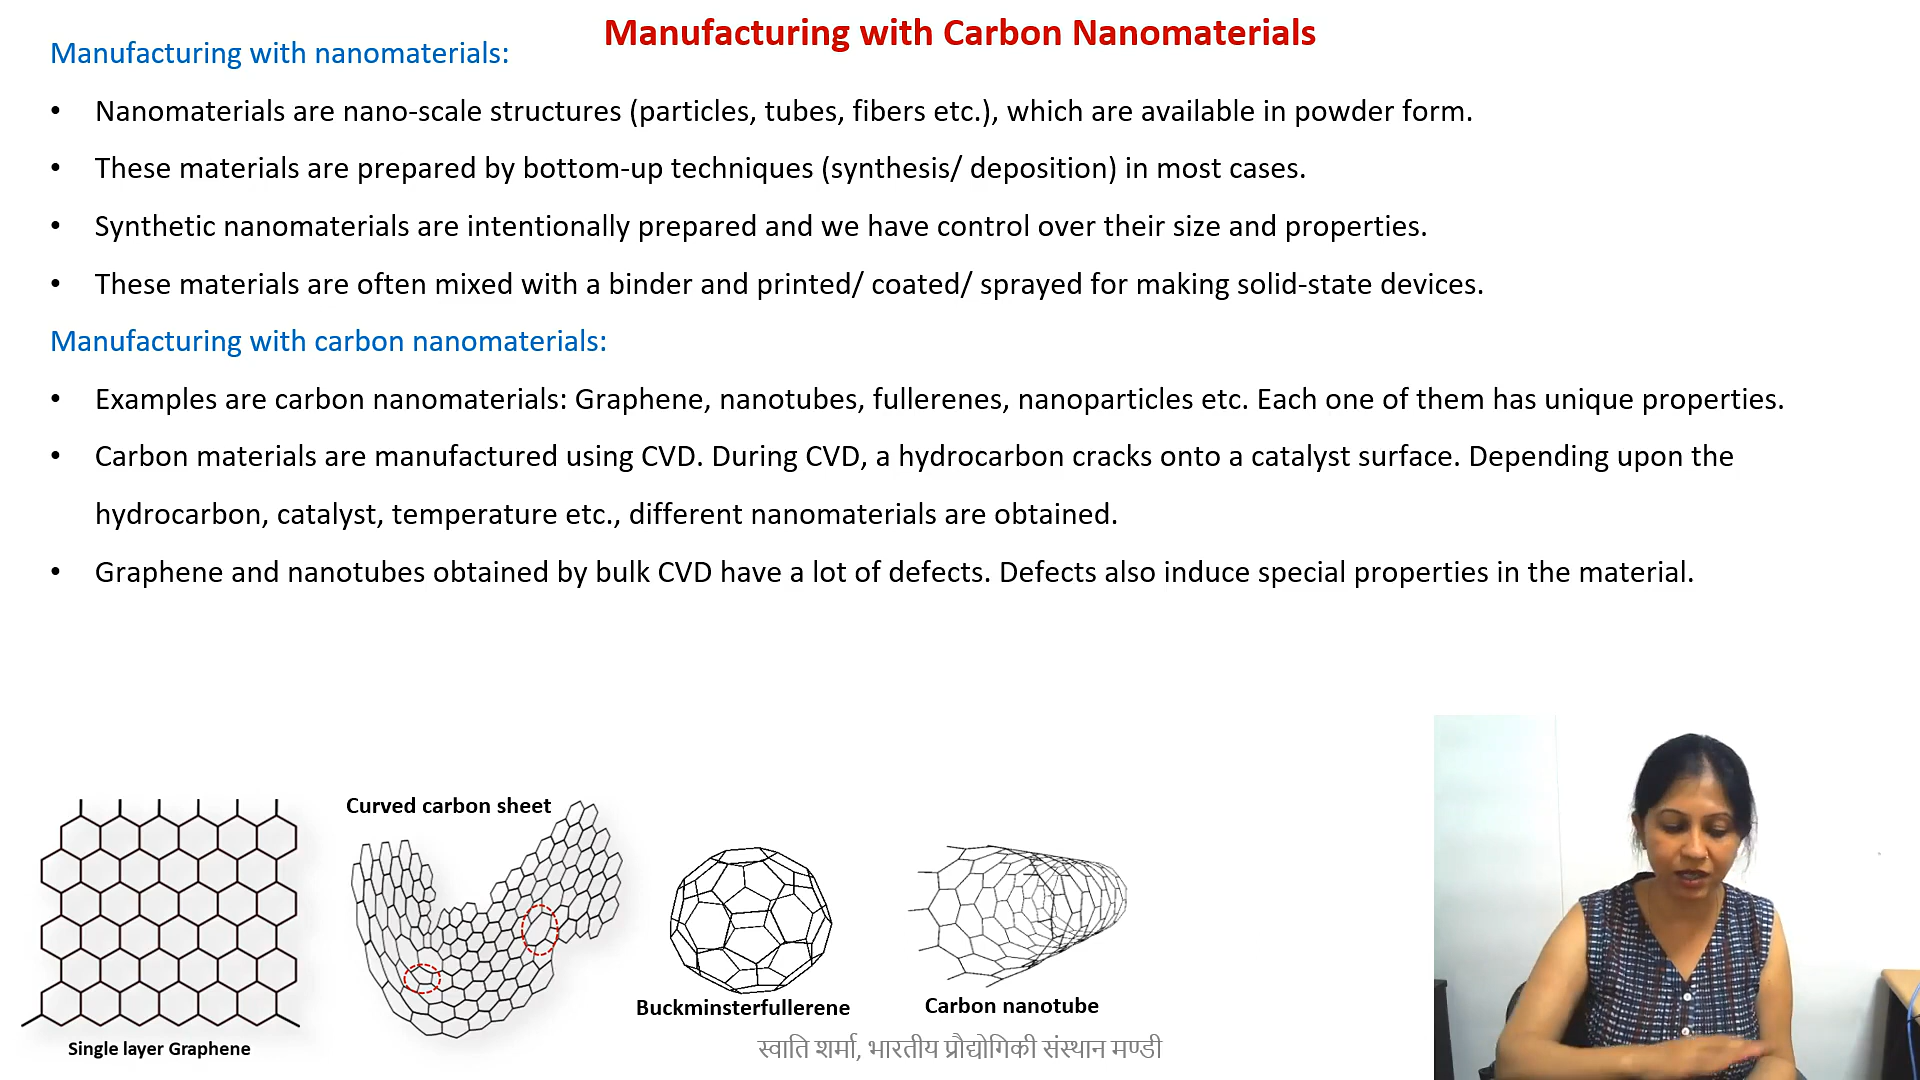 Manufacturing with Carbon Nanomaterials
Manufacturing with nanomaterials:
• Nanomaterials are nano-scale structures (particles, tubes, fibers etc.), which are available in powder form.
• These materials are prepared by bottom-up techniques (synthesis/ deposition) in most cases.
• Synthetic nanomaterials are intentionally prepared and we have control over their size and properties.
• These materials are often mixed with a binder and printed/ coated/ sprayed for making solid-state devices.
Manufacturing with carbon nanomaterials:
• Examples are carbon nanomaterials: Graphene, nanotubes, fullerenes, nanoparticles etc. Each one of them has unique properties.
• Carbon materials are manufactured using CVD. During CVD, a hydrocarbon cracks onto a catalyst surface. Depending upon the
hydrocarbon, catalyst, temperature etc., different nanomaterials are obtained.
• Graphene and nanotubes obtained by bulk CVD have a lot of defects. Defects also induce special properties in the material.
Curved carbon sheet
Buckminsterfullerene
Carbon nanotube
Single layer Graphene
स्वाति शर्मा, भारतीय प्रौद्योगिकी संस्थान मण्डी